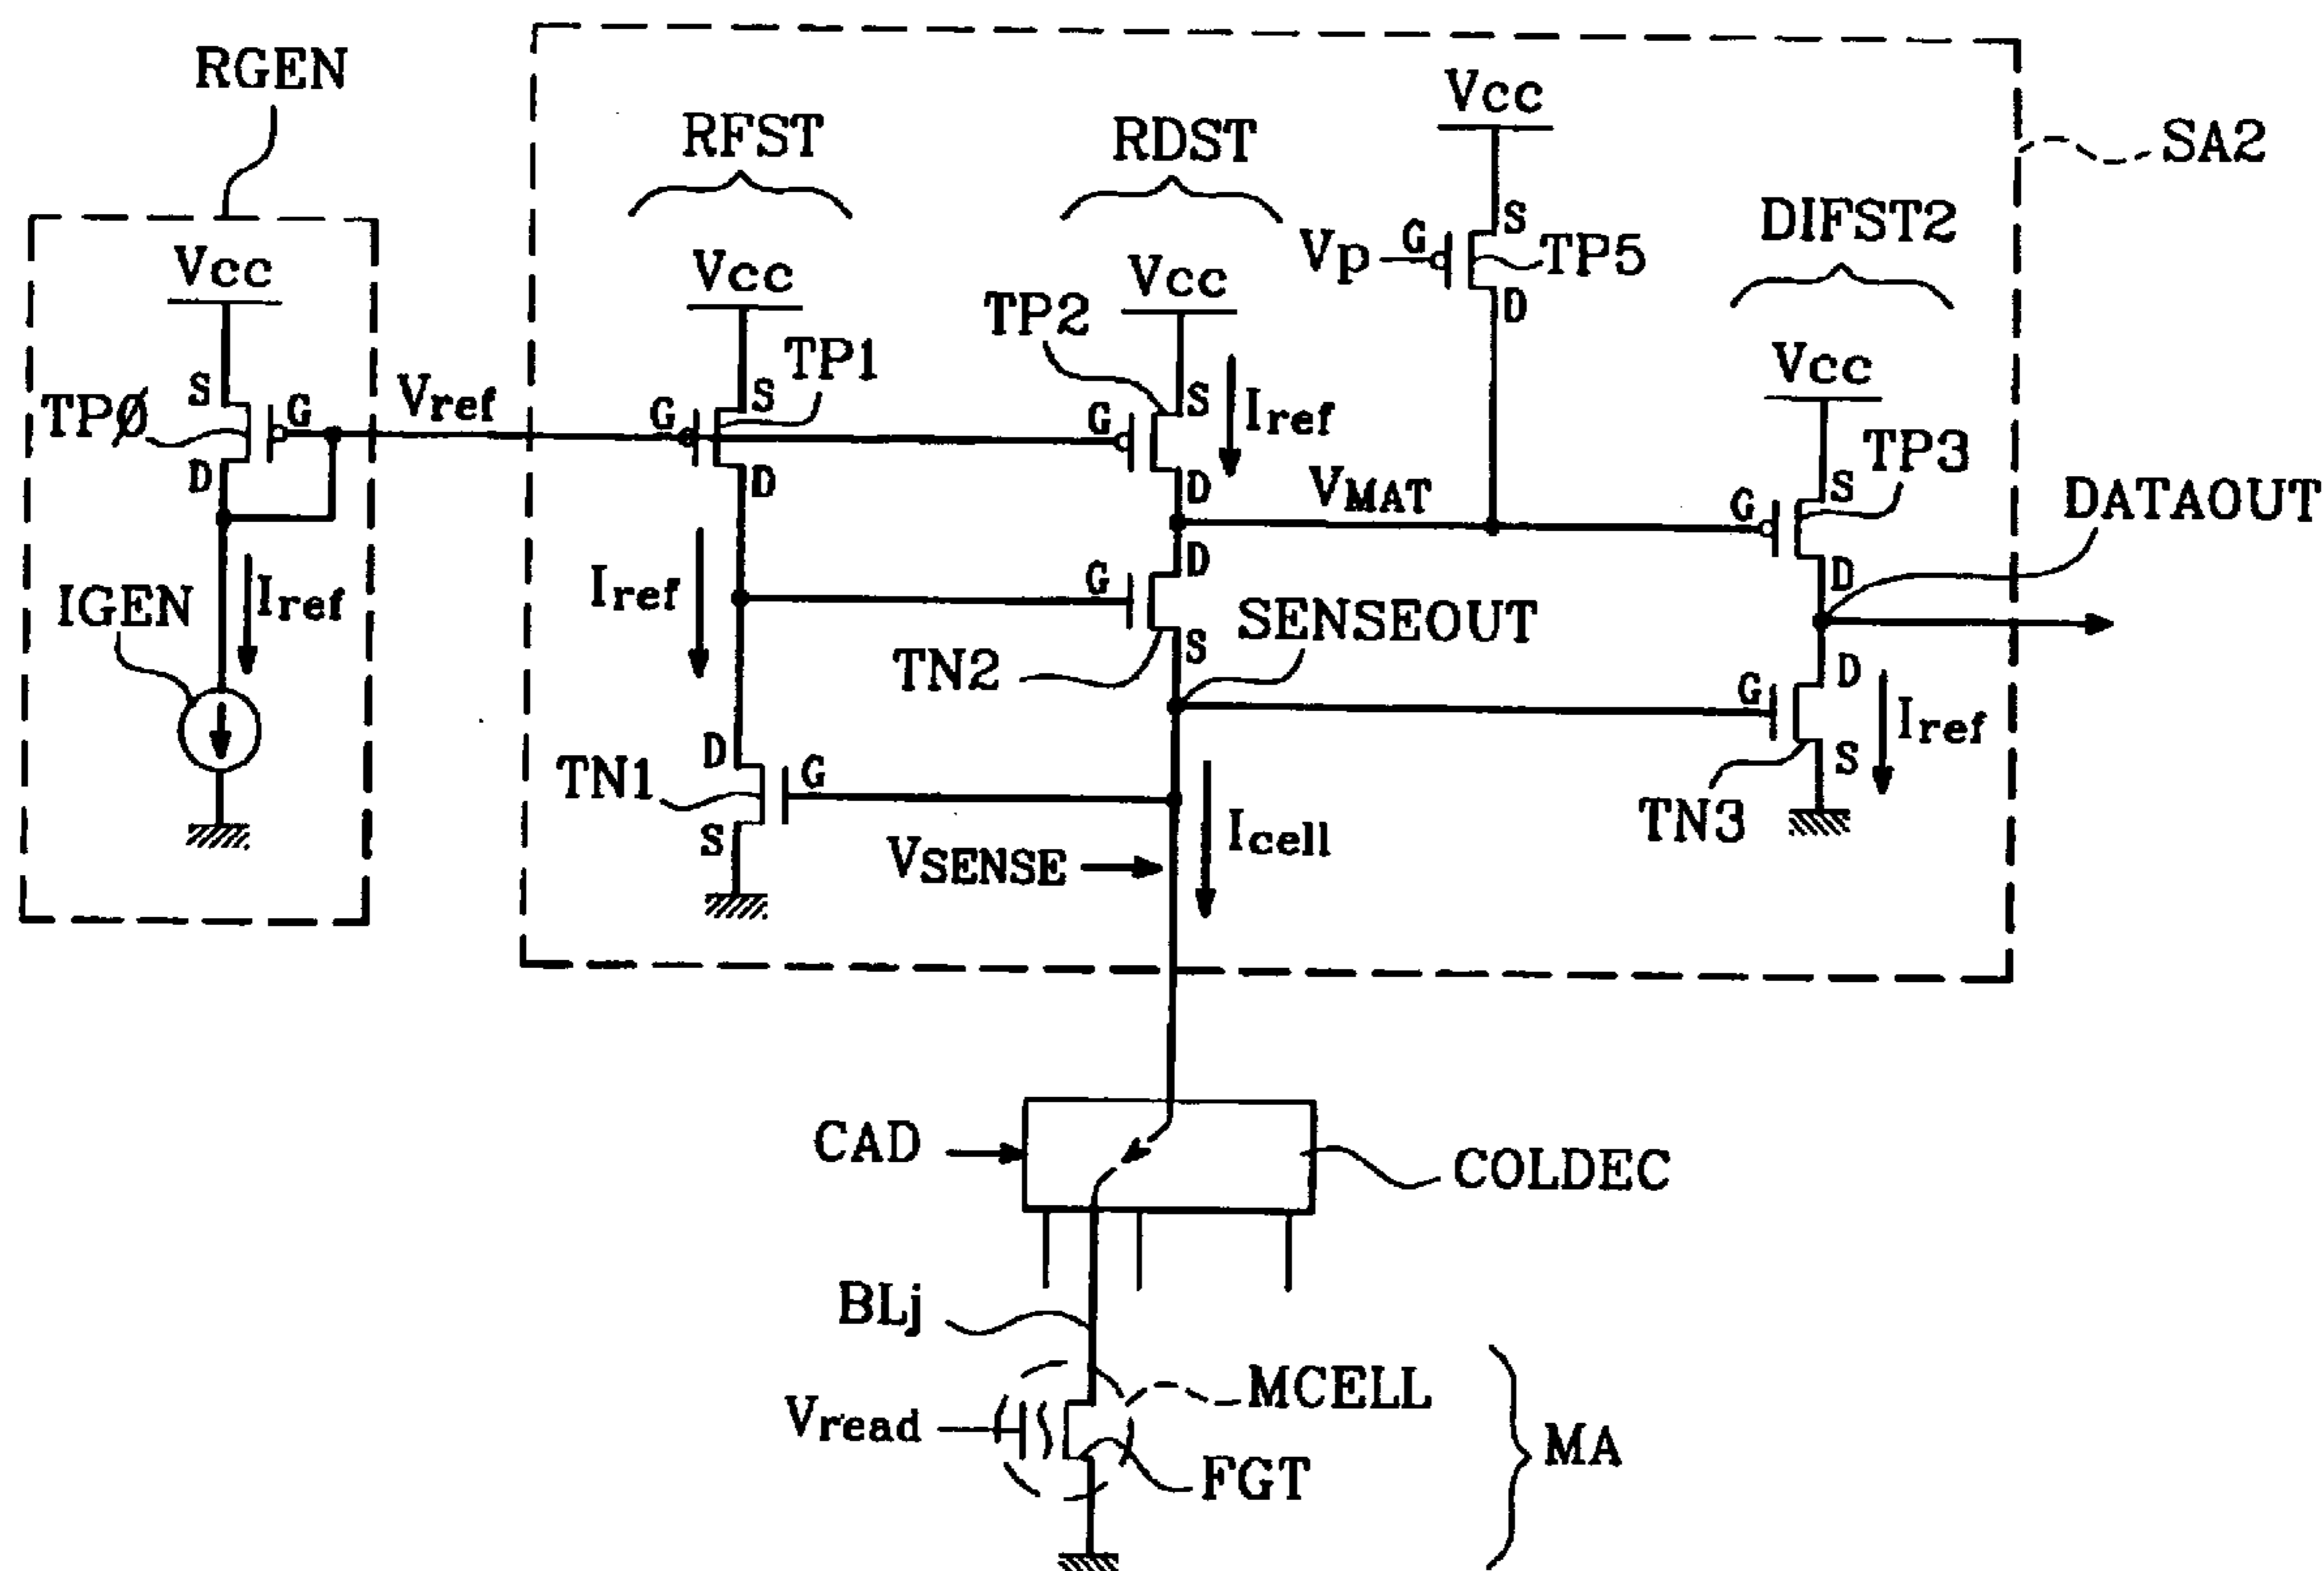 RGEN
RFST
RDST
Vcc
SA2
DIFST2
Vp
G
S
TP5
D
Vcc
Vcc
Vcc
TP2
Vcc
TP1
TPØ
S
G
D
Vref
G
S
D
G
S
Iref
D
VMAT
TP3
G
S
D
DATAOUT
IGEN
Iref
Iref
G
D
S
TN2
SENSEOUT
TN1
D
G
S
VSENSE
Icell
G
D
S
Iref
TN3
CAD
COLDEC
BLj
MCELL
Vread
FGT
MA